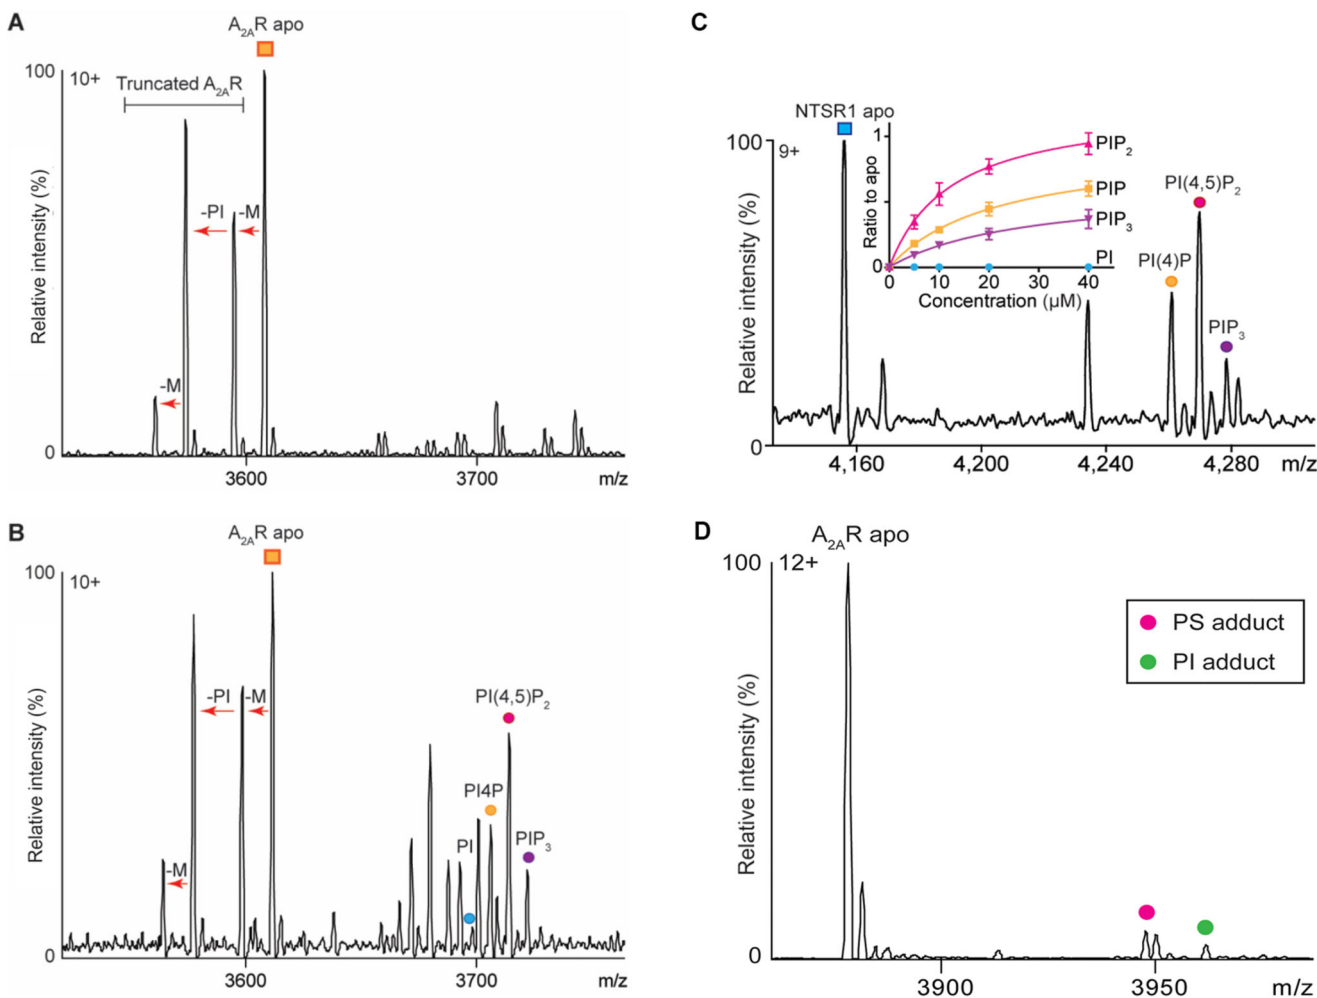 A
A2AR apo
100
10+
Truncated A2AR
-PI
-M
-M
Relative intensity (%)
0
3600
3700
m/z
B
A2AR apo
100
10+
-PI
-M
-M
PI(4,5)P2
PI4P
PI
PIP3
Relative intensity (%)
0
3600
3700
m/z
C
NTSR1 apo
100
9+
1
PIP2
PIP
PIP3
PI
Ratio to apo
0
0
10
20
30
40
Concentration (µM)
PI(4,5)P2
PI(4)P
PIP3
Relative intensity (%)
0
4,160
4,200
4,240
4,280
m/z
D
A2AR apo
100
12+
PS adduct
PI adduct
Relative intensity (%)
0
3900
3950
m/z